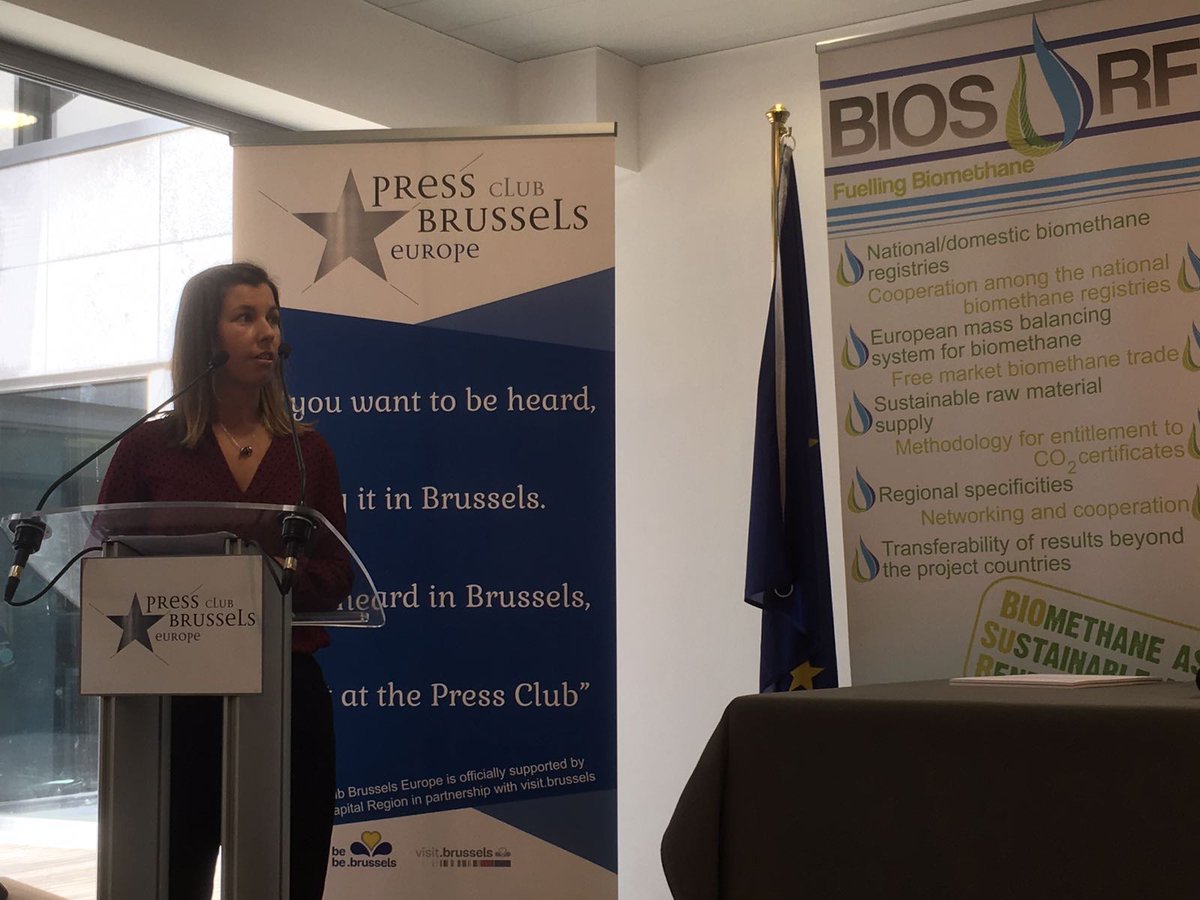 PRESS CLUB
BRUSSELS
EUROPE
you want to be heard,
it in Brussels.
heard in Brussels,
at the Press Club”
Brussels Europe is officially supported by
Capital Region in partnership with visit.brussels
be
be.brussels
visit.brussels
PRESS CLUB
BRUSSELS
EUROPE
BIOS RF
Fuelling Biomethane
National/domestic biomethane
registries
Cooperation among the national
biomethane registries
European mass balancing
system for biomethane
Free market biomethane trade
Sustainable raw material
supply
Methodology for entitlement to
CO2 certificates
Regional specificities
Networking and cooperation
Transferability of results beyond
the project countries
BIOMETHANE AS
SUSTAINABLE